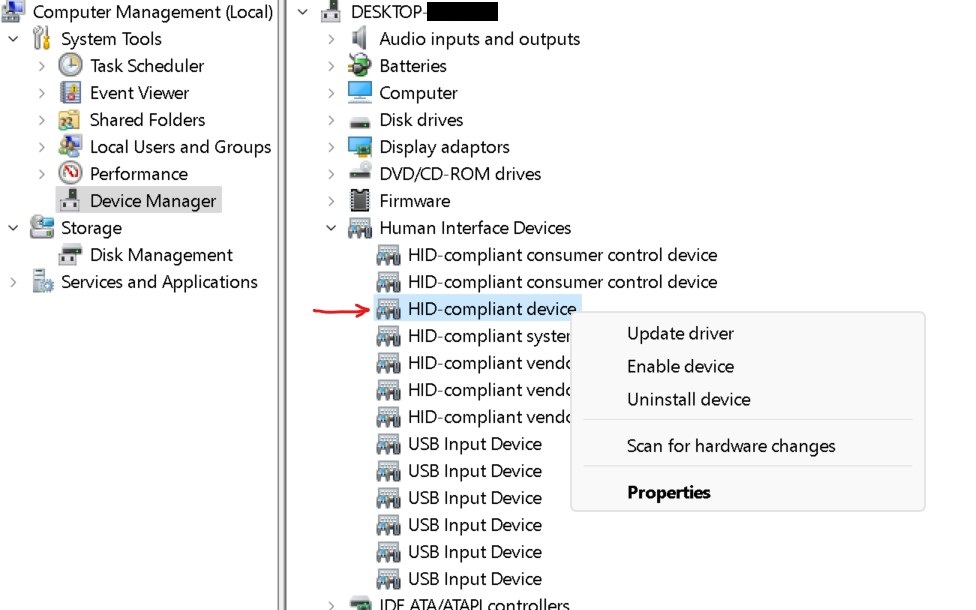 Computer Management (Local)
System Tools
Task Scheduler
Event Viewer
Shared Folders
Local Users and Groups
Performance
Device Manager
Storage
Disk Management
Services and Applications
DESKTOP-
Audio inputs and outputs
Batteries
Computer
Disk drives
Display adaptors
DVD/CD-ROM drives
Firmware
Human Interface Devices
HID-compliant consumer control device
HID-compliant consumer control device
HID-compliant device
HID-compliant syste
HID-compliant vend
HID-compliant vend
HID-compliant vend
USB Input Device
USB Input Device
USB Input Device
USB Input Device
USB Input Device
USB Input Device
IDE ATA/ATAPI controllers
Update driver
Enable device
Uninstall device
Scan for hardware changes
Properties